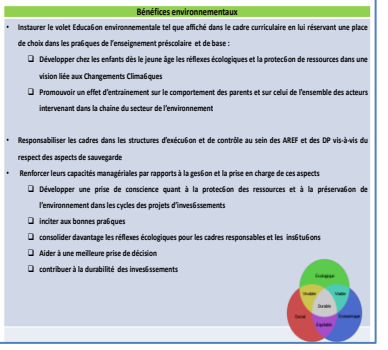 Bénéfices environnementaux
• Instaurer le volet Educa6on environnementale tel que affiché dans le cadre curriculaire en lui réservant une place
de choix dans les pra6ques de l'enseignement préscolaire et de base :
❑ Développer chez les enfants dès le jeune âge les réflexes écologiques et la protec6on de ressources dans une
vision liée aux Changements Clima6ques
❑ Promouvoir un effet d'entrainement sur le comportement des parents et sur celui de l'ensemble des acteurs
intervenant dans la chaine du secteur de l'environnement
• Responsabiliser les cadres dans les structures d'exécu6on et de contrôle au sein des AREF et des DP vis-à-vis du
respect des aspects de sauvegarde
• Renforcer leurs capacités managériales par rapports à la ges6on et la prise en charge de ces aspects
❑ Développer une prise de conscience quant à la protec6on des ressources et à la préserva6on de
l'environnement dans les cycles des projets d'inves6ssements
❑ inciter aux bonnes pra6ques
❑ consolider davantage les réflexes écologiques pour les cadres responsables et les ins6tu6ons
❑ Aider à une meilleure prise de décision
❑ contribuer à la durabilité des inves6ssements
Ecologique
Vivable
Viable
Durable
Social
Economique
Equitable